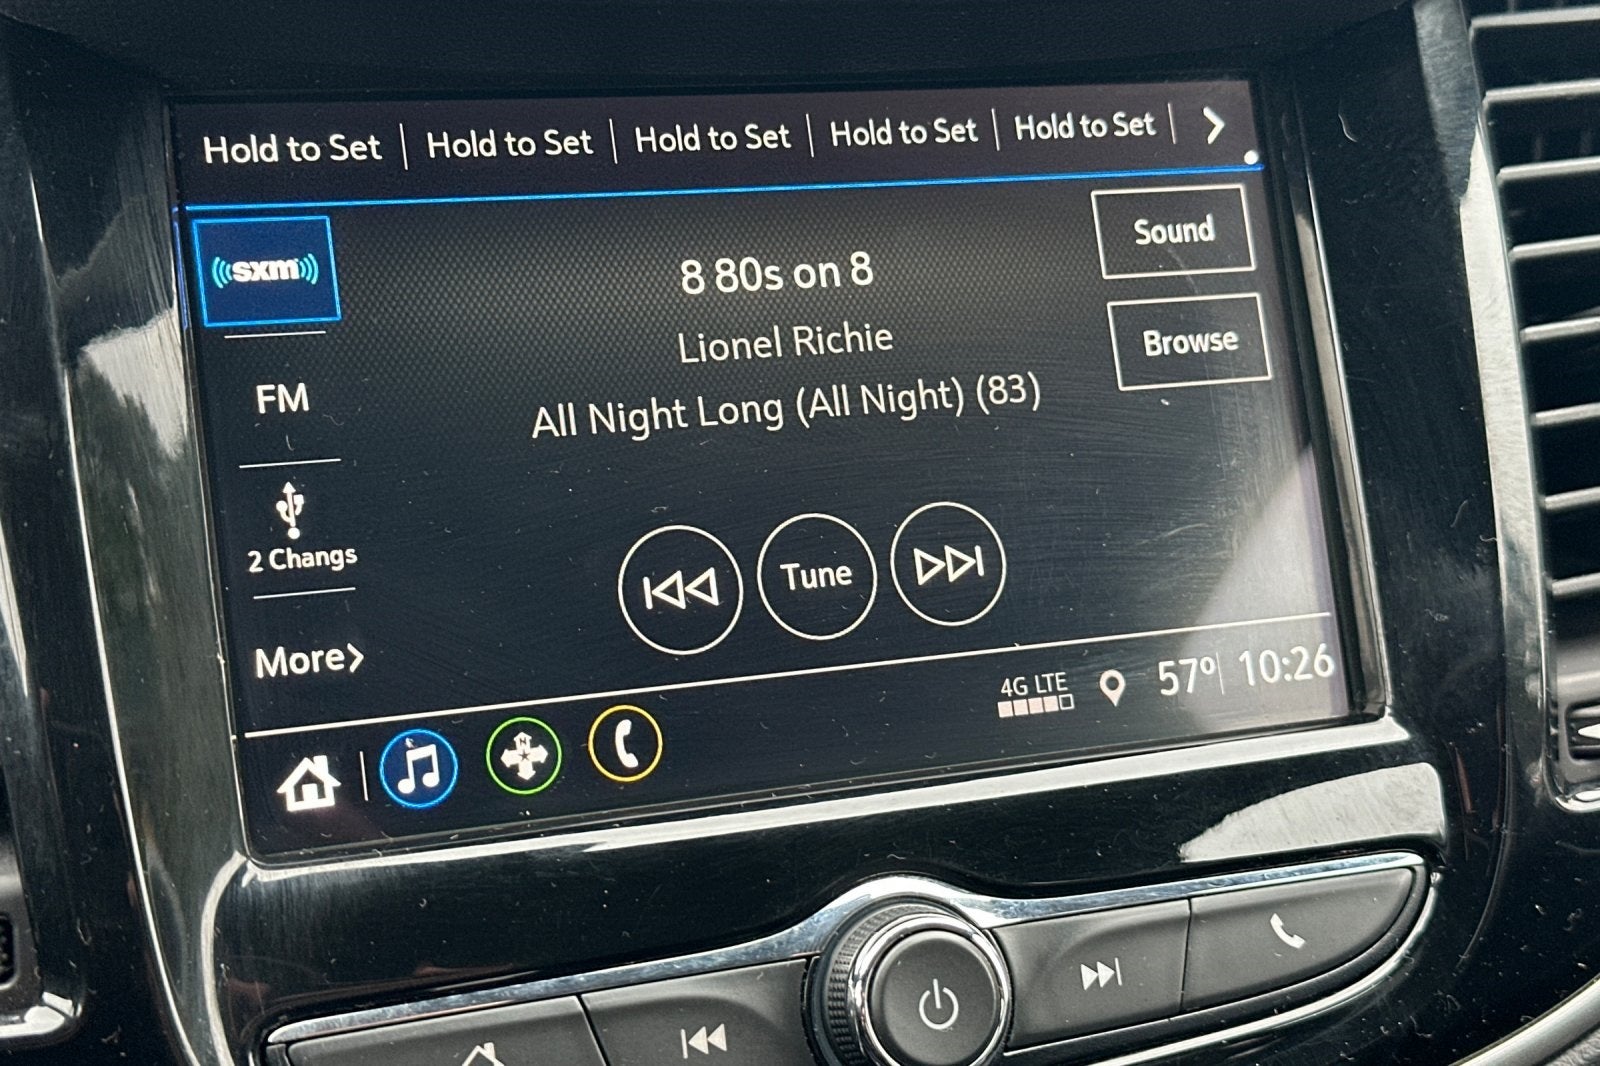 Hold to Set | Hold to Set | Hold to Set | Hold to Set | Hold to Set |
sxm
8 80s on 8
Sound
Lionel Richie
Browse
FM
All Night Long (All Night) (83)
2 Changs
Tune
More
4G LTE
57° 10:26
N